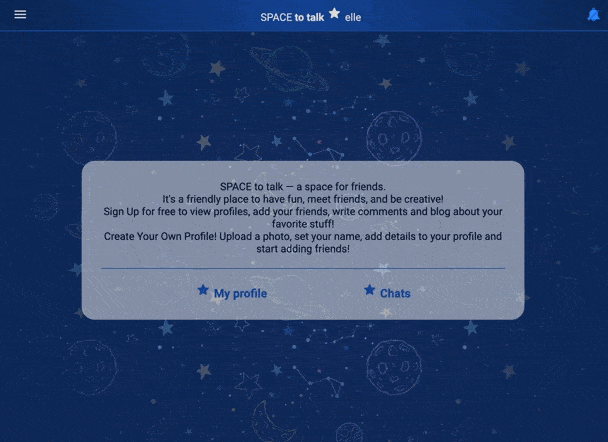 SPACE to talk elle
SPACE to talk — a space for friends.
It's a friendly place to have fun, meet friends, and be creative!
Sign Up for free to view profiles, add your friends, write comments and blog about your
favorite stuff!
Create Your Own Profile! Upload a photo, set your name, add details to your profile and
start adding friends!
My profile
Chats